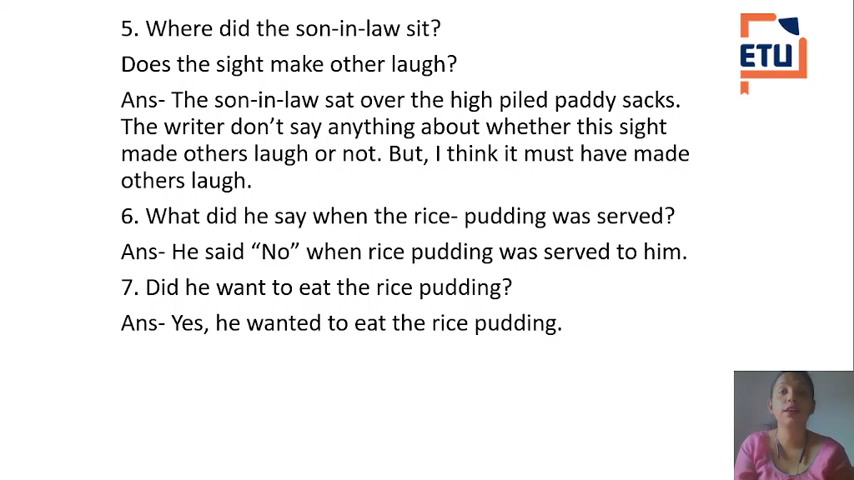 5. Where did the son-in-law sit?
ETU
Does the sight make other laugh?
Ans- The son-in-law sat over the high piled paddy sacks.
The writer don’t say anything about whether this sight
made others laugh or not. But, I think it must have made
others laugh.
6. What did he say when the rice- pudding was served?
Ans- He said “No” when rice pudding was served to him.
7. Did he want to eat the rice pudding?
Ans- Yes, he wanted to eat the rice pudding.